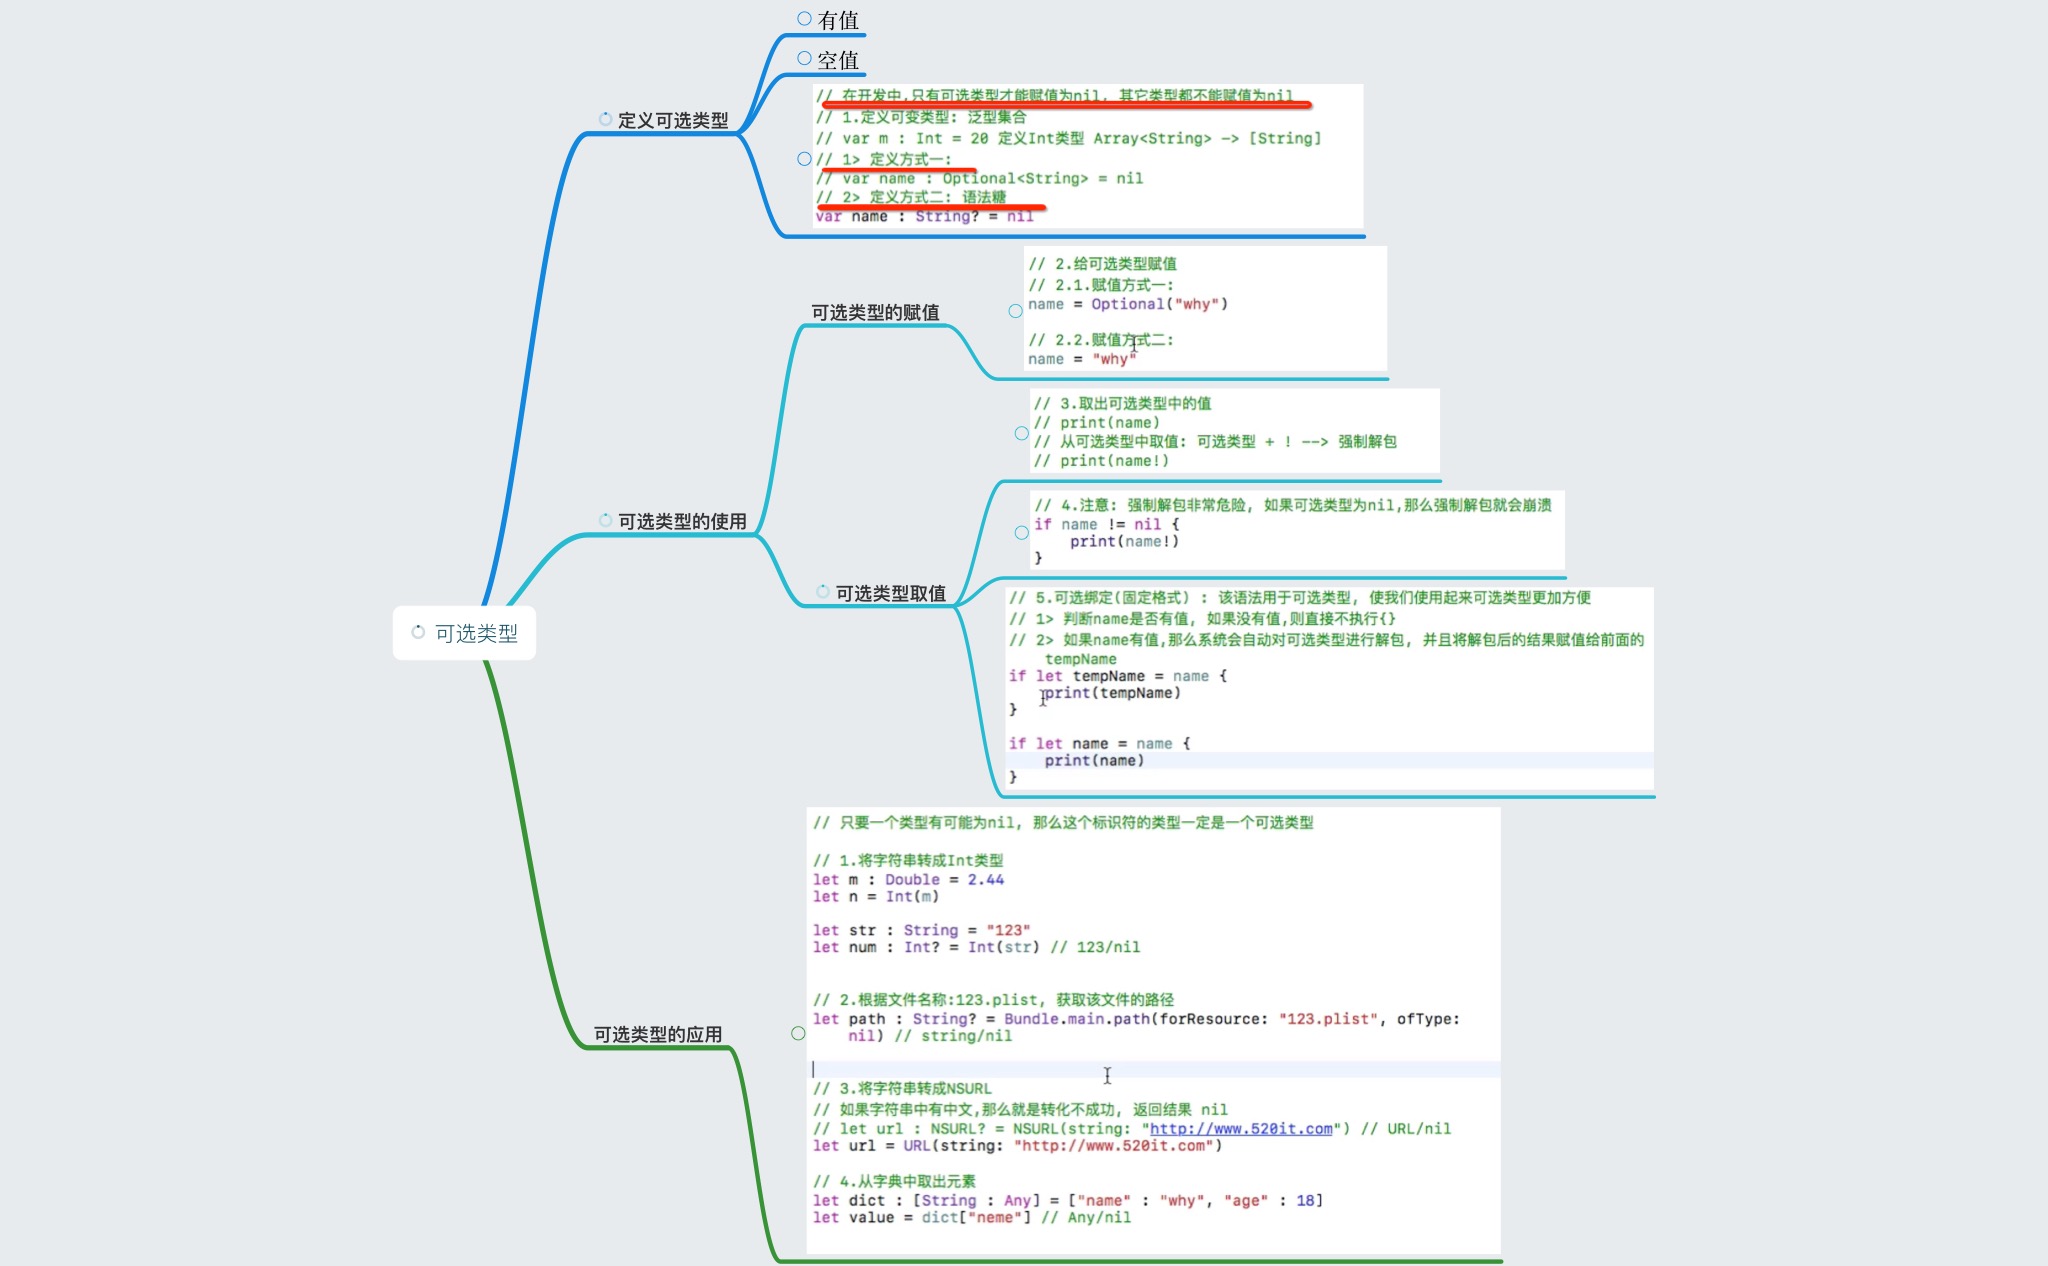 有值
空值
定义可选类型
// 在开发中,只有可选类型才能赋值为nil, 其它类型都不能赋值为nil
// 1.定义可变类型: 泛型集合
// var m : Int = 20 定义Int类型 Array<String> -> [String]
// 1> 定义方式一:
// var name : Optional<String> = nil
// 2> 定义方式二: 语法糖
var name : String? = nil
可选类型的使用
可选类型的赋值
// 2.给可选类型赋值
// 2.1.赋值方式一:
name = Optional("why")
// 2.2.赋值方式二:
name = "why"
可选类型取值
// 3.取出可选类型中的值
// print(name)
// 从可选类型中取值: 可选类型 + ! --> 强制解包
// print(name!)
// 4.注意: 强制解包非常危险, 如果可选类型为nil,那么强制解包就会崩溃
if name != nil {
print(name!)
}
// 5.可选绑定(固定格式) : 该语法用于可选类型, 使我们使用起来可选类型更加方便
// 1> 判断name是否有值, 如果没有值,则直接不执行{}
// 2> 如果name有值,那么系统会自动对可选类型进行解包, 并且将解包后的结果赋值给前面的
tempName
if let tempName = name {
print(tempName)
}
if let name = name {
print(name)
}
可选类型
可选类型的应用
// 只要一个类型有可能为nil, 那么这个标识符的类型一定是一个可选类型
// 1.将字符串转成Int类型
let m : Double = 2.44
let n = Int(m)
let str : String = "123"
let num : Int? = Int(str) // 123/nil
// 2.根据文件名称:123.plist, 获取该文件的路径
let path : String? = Bundle.main.path(forResource: "123.plist", ofType:
nil) // string/nil
// 3.将字符串转成NSURL
// 如果字符串中有中文,那么就是转化不成功, 返回结果 nil
// let url : NSURL? = NSURL(string: "http://www.520it.com") // URL/nil
let url = URL(string: "http://www.520it.com")
// 4.从字典中取出元素
let dict : [String : Any] = ["name" : "why", "age" : 18]
let value = dict["neme"] // Any/nil